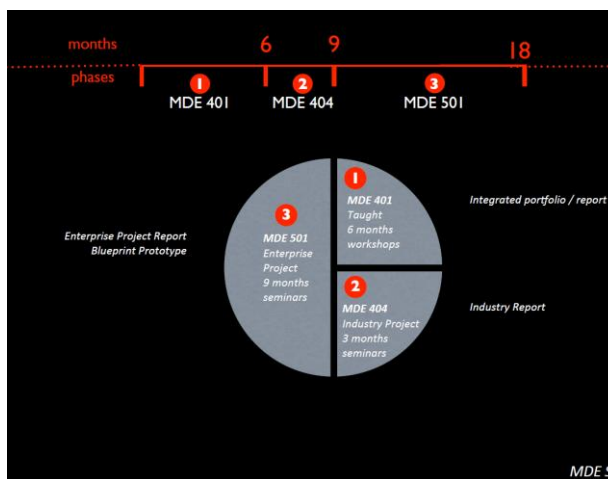 months
6
9
18
phases
1
2
3
MDE 401
MDE 404
MDE 501
1
MDE 401
Taught
6 months
workshops
Integrated portfolio / report
3
MDE 501
Enterprise
Project
9 months
seminars
Enterprise Project Report
Blueprint Prototype
2
MDE 404
Industry Project
3 months
seminars
Industry Report
MDE